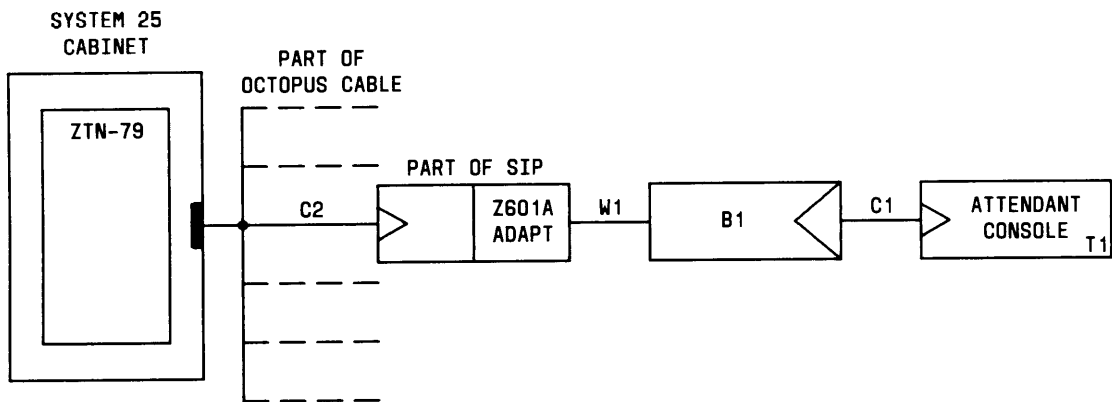 SYSTEM 25
CABINET
PART OF
OCTOPUS CABLE
ZTN-79
PART OF SIP
C2
Z601A
ADAPT
W1
B1
C1
ATTENDANT
CONSOLE
T1